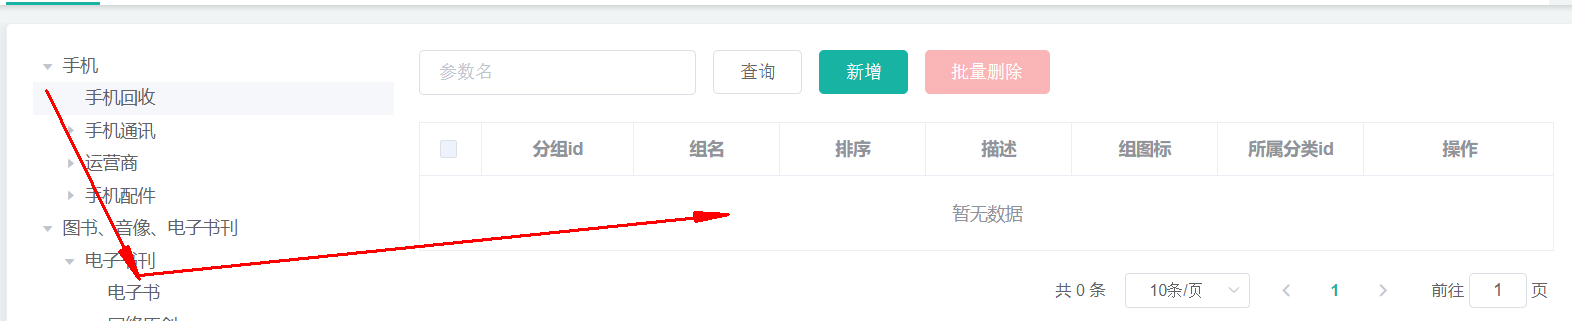 手机
手机回收
手机通讯
运营商
手机配件
图书、音像、电子书刊
电子书刊
电子书
参数名 查询 新增 批量删除
分组id 组名 排序 描述 组图标 所属分类id 操作
暂无数据
共 0 条 10条/页 1 前往 1 页